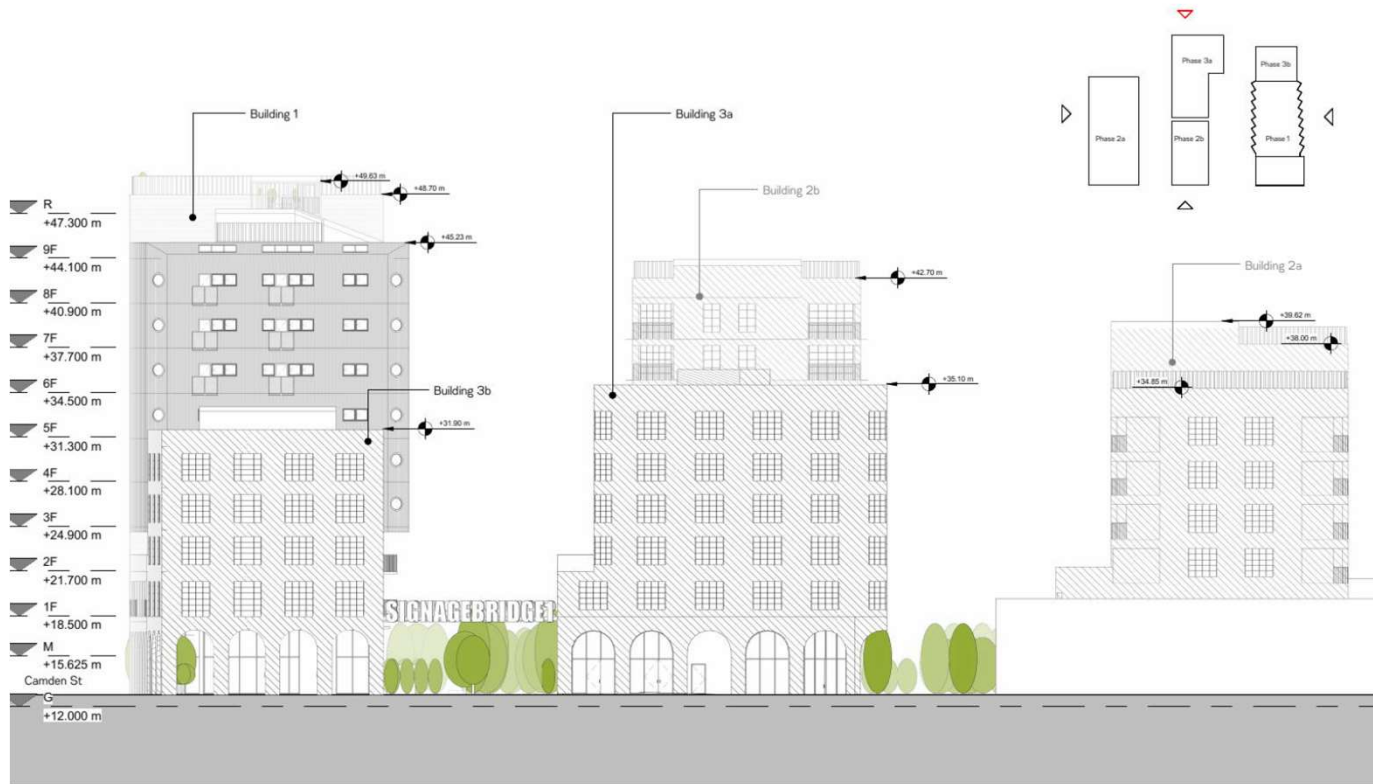 Phase 3a
Phase 3b
Phase 2a
Phase 2b
Phase 1
Building 1
Building 3a
Building 2b
Building 2a
Building 3b
+49.63 m
+48.70 m
+45.23 m
+42.70 m
+39.62 m
+38.00 m
+35.10 m
+34.85 m
+31.90 m
R
+47.300 m
9F
+44.100 m
8F
+40.900 m
7F
+37.700 m
6F
+34.500 m
5F
+31.300 m
4F
+28.100 m
3F
+24.900 m
2F
+21.700 m
1F
+18.500 m
SIGNAGEBRIDGE1
M
+15.625 m
Camden St
G
+12.000 m